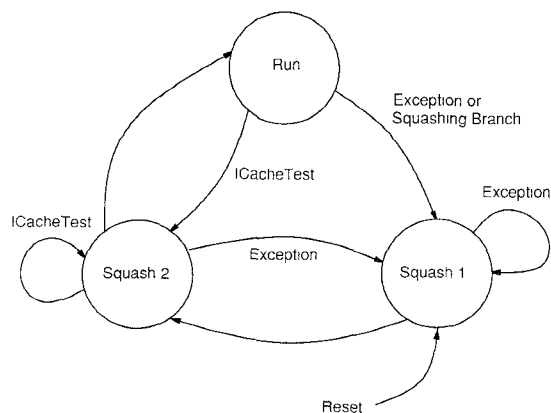 Run
Exception or
Squashing Branch
ICacheTest
Exception
ICacheTest
Exception
Squash 2
Squash 1
Reset